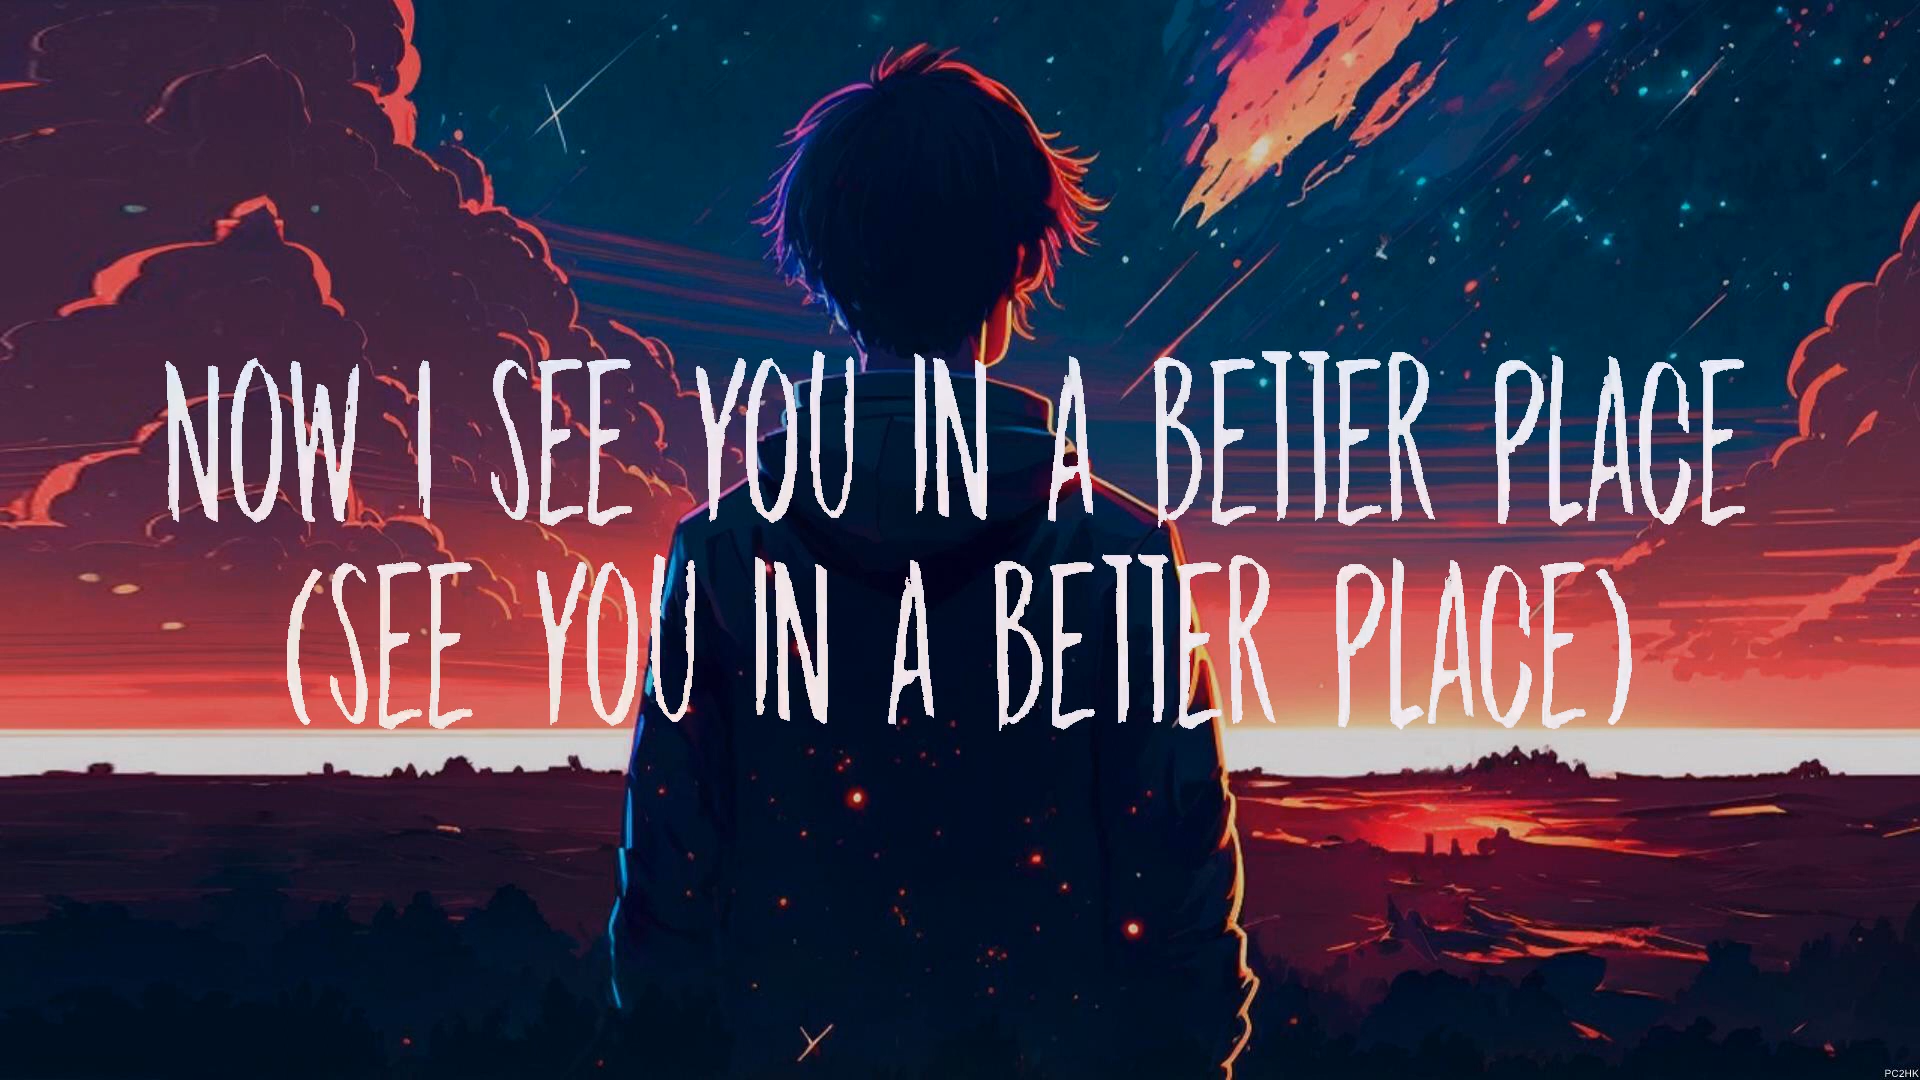 NOW I SEE YOU IN A BETTER PLACE
(SEE YOU IN A BETTER PLACE)
PC2HK